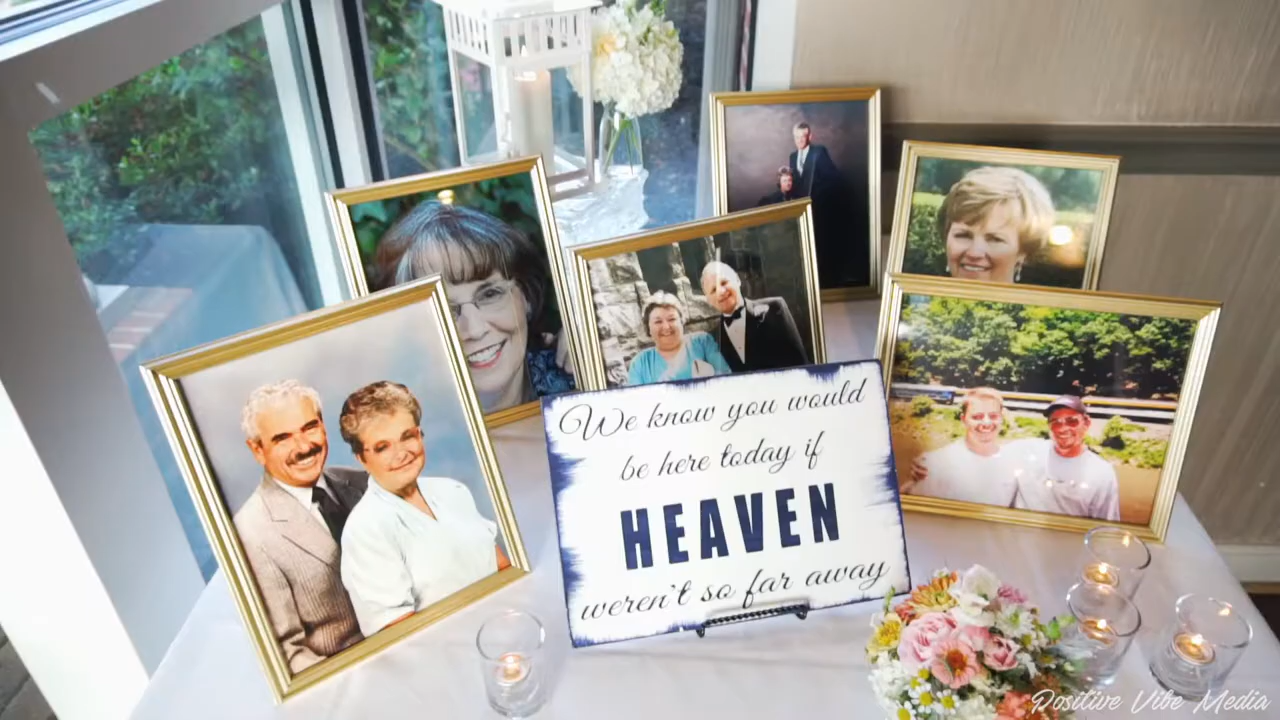 We know you would
be here today if
HEAVEN
weren't so far away
Positive Vibe Media